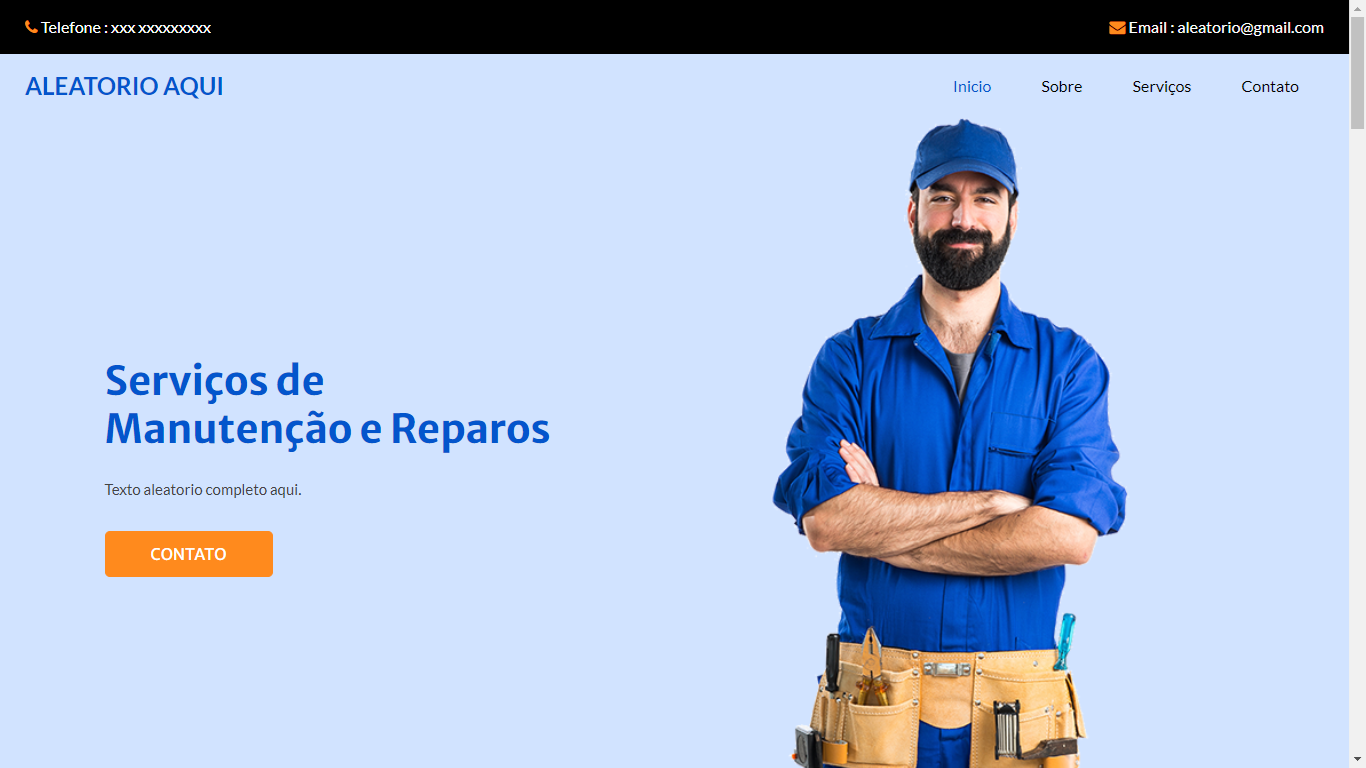 Telefone : xxx xxxxxxxxx
Email : aleatorio@gmail.com
ALEATORIO AQUI
Inicio
Sobre
Serviços
Contato
Serviços de
Manutenção e Reparos
Texto aleatorio completo aqui.
CONTATO